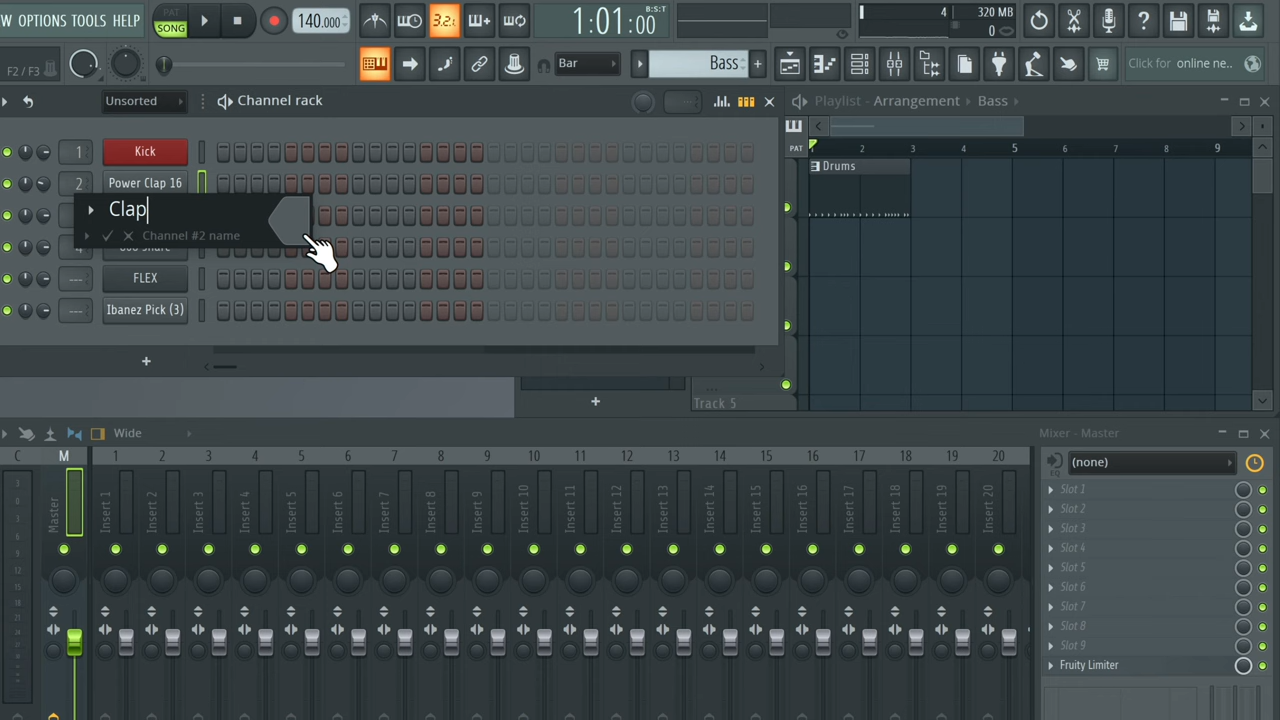 W OPTIONS TOOLS HELP
PAT
SONG
140.000
3.2.
1:01:00
B:S:T
4
320 MB
0
F2 / F3
Bar
Bass
Click for online ne..
Unsorted
Channel rack
Playlist - Arrangement › Bass ›
PAT
2 3 4 5 6 7 8 9
Drums
1 Kick
2 Power Clap 16
Clap
Channel #2 name
FLEX
Ibanez Pick (3)
+
+
Track 5
Wide
Mixer - Master
C M 1 2 3 4 5 6 7 8 9 10 11 12 13 14 15 16 17 18 19 20
(none)
EQ
Master
Insert 1
Insert 2
Insert 3
Insert 4
Insert 5
Insert 6
Insert 7
Insert 8
Insert 9
Insert 10
Insert 11
Insert 12
Insert 13
Insert 14
Insert 15
Insert 16
Insert 17
Insert 18
Insert 19
Insert 20
Slot 1
Slot 2
Slot 3
Slot 4
Slot 5
Slot 6
Slot 7
Slot 8
Slot 9
Fruity Limiter